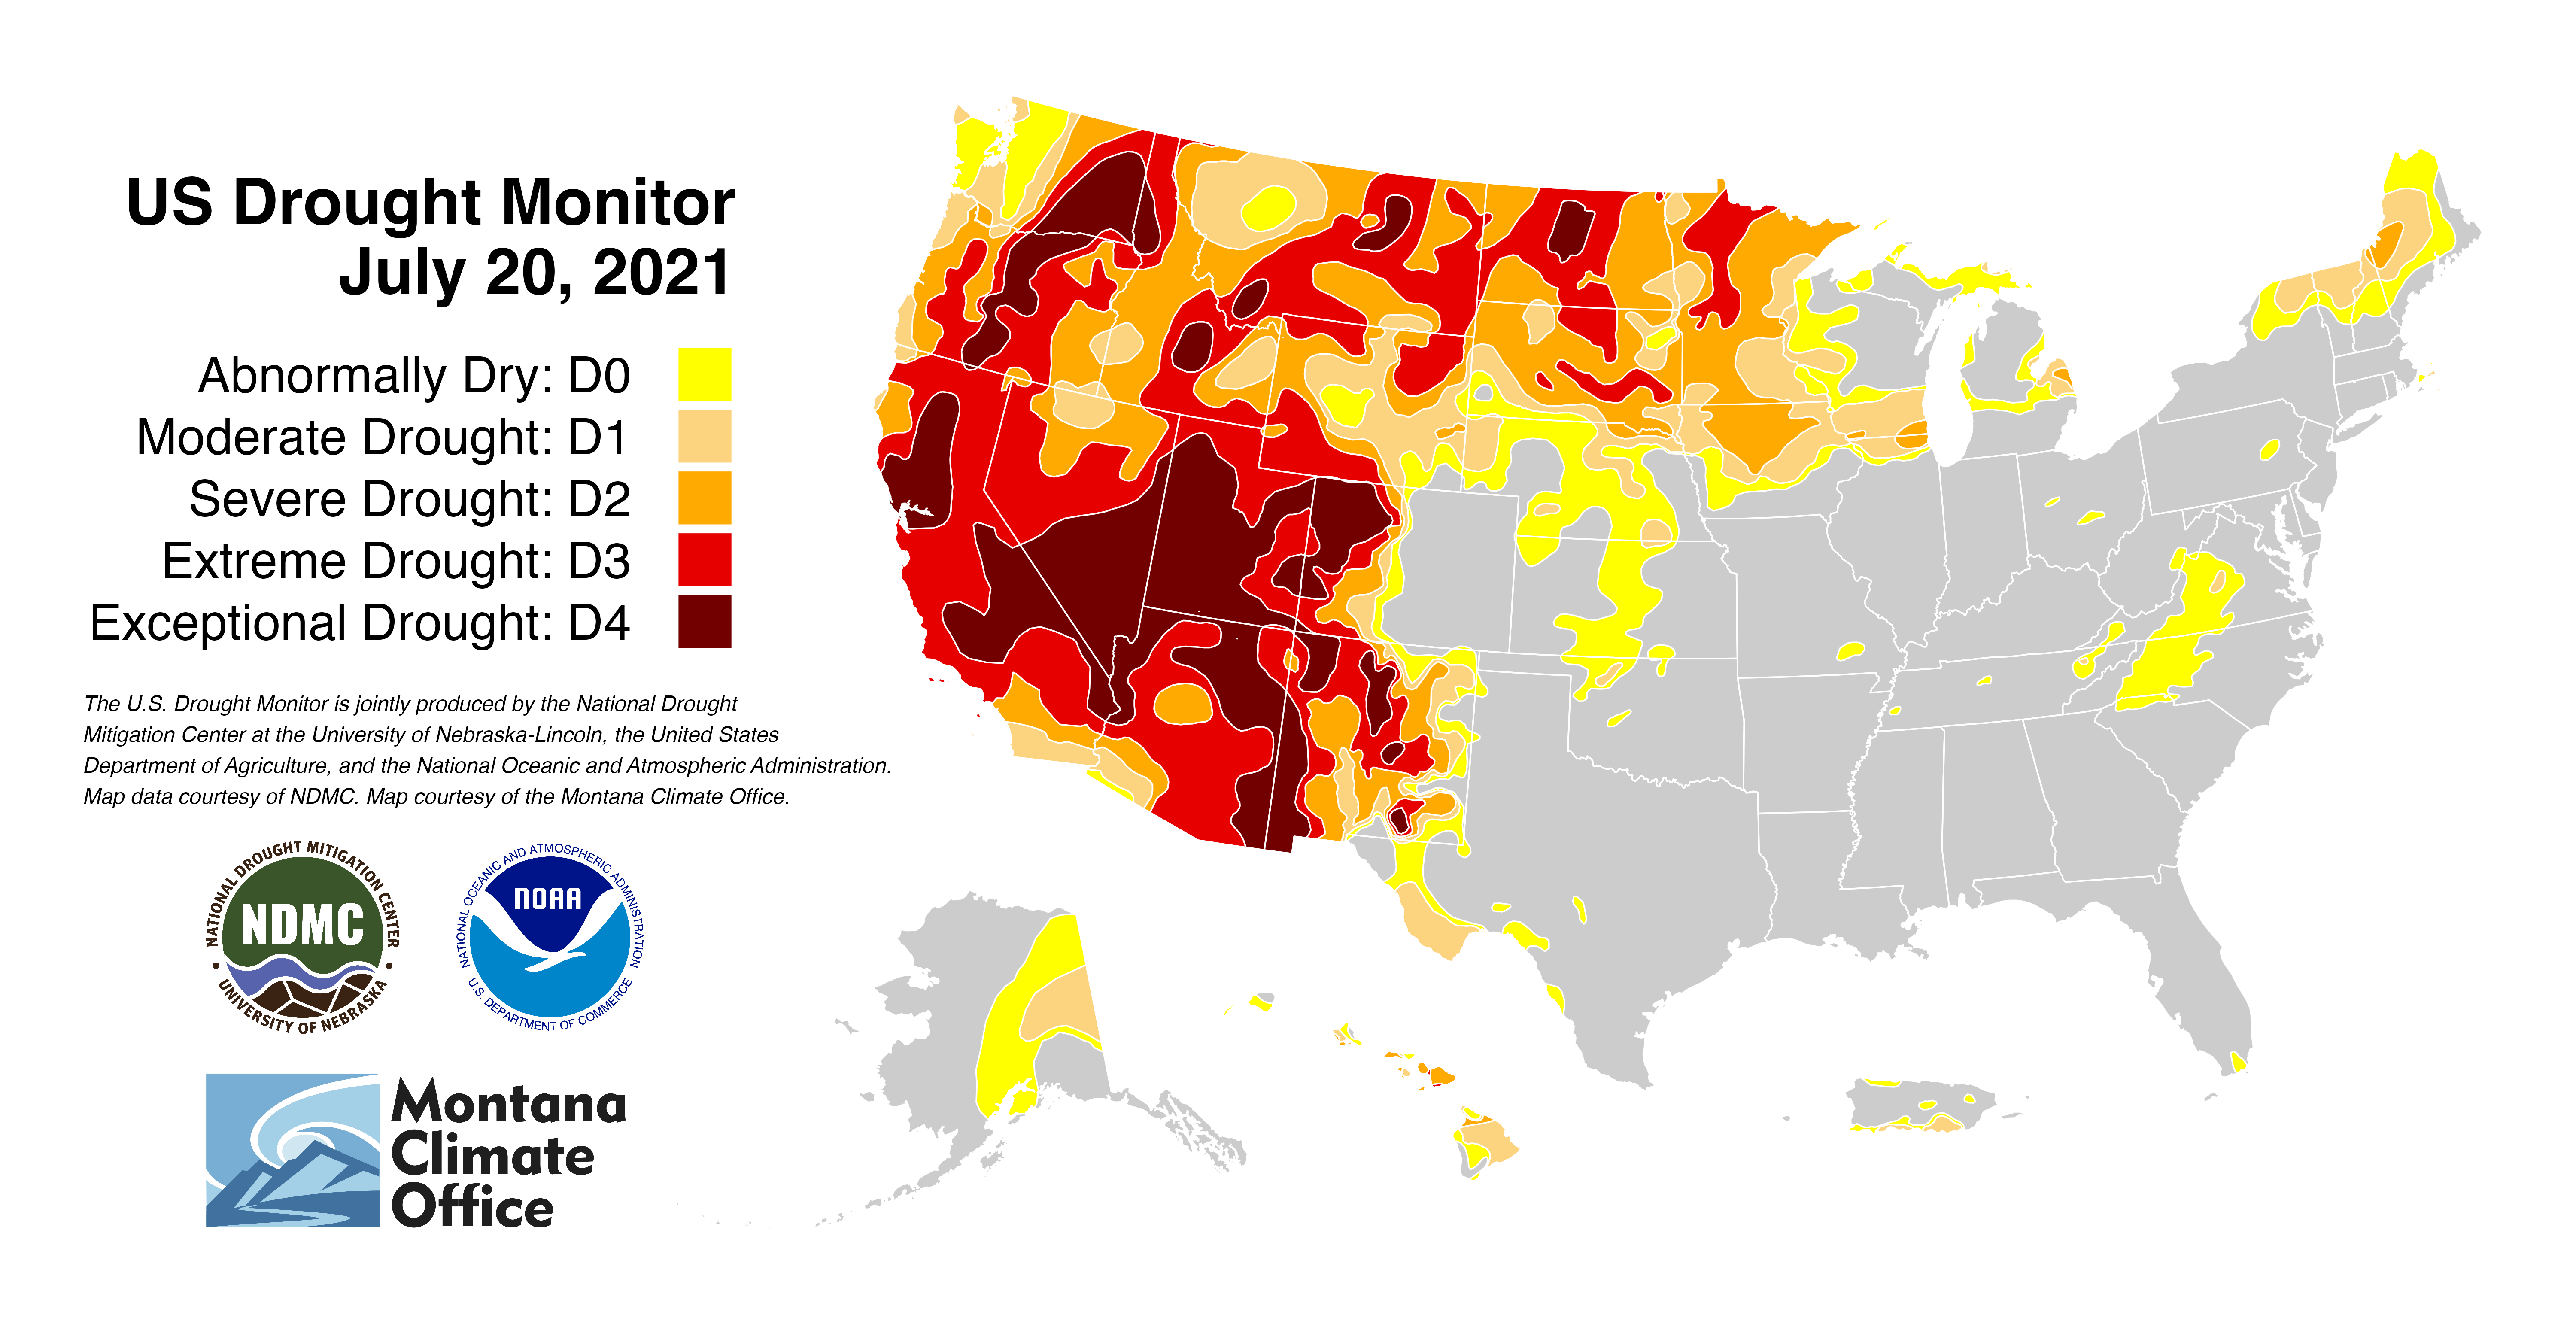 US Drought Monitor
July 20, 2021
Abnormally Dry: D0
Moderate Drought: D1
Severe Drought: D2
Extreme Drought: D3
Exceptional Drought: D4
The U.S. Drought Monitor is jointly produced by the National Drought
Mitigation Center at the University of Nebraska-Lincoln, the United States
Department of Agriculture, and the National Oceanic and Atmospheric Administration.
Map data courtesy of NDMC. Map courtesy of the Montana Climate Office.
NATIONAL DROUGHT MITIGATION CENTER
NDMC
• UNIVERSITY OF NEBRASKA •
NATIONAL OCEANIC AND ATMOSPHERIC ADMINISTRATION
NOAA
U.S. DEPARTMENT OF COMMERCE
Montana
Climate
Office